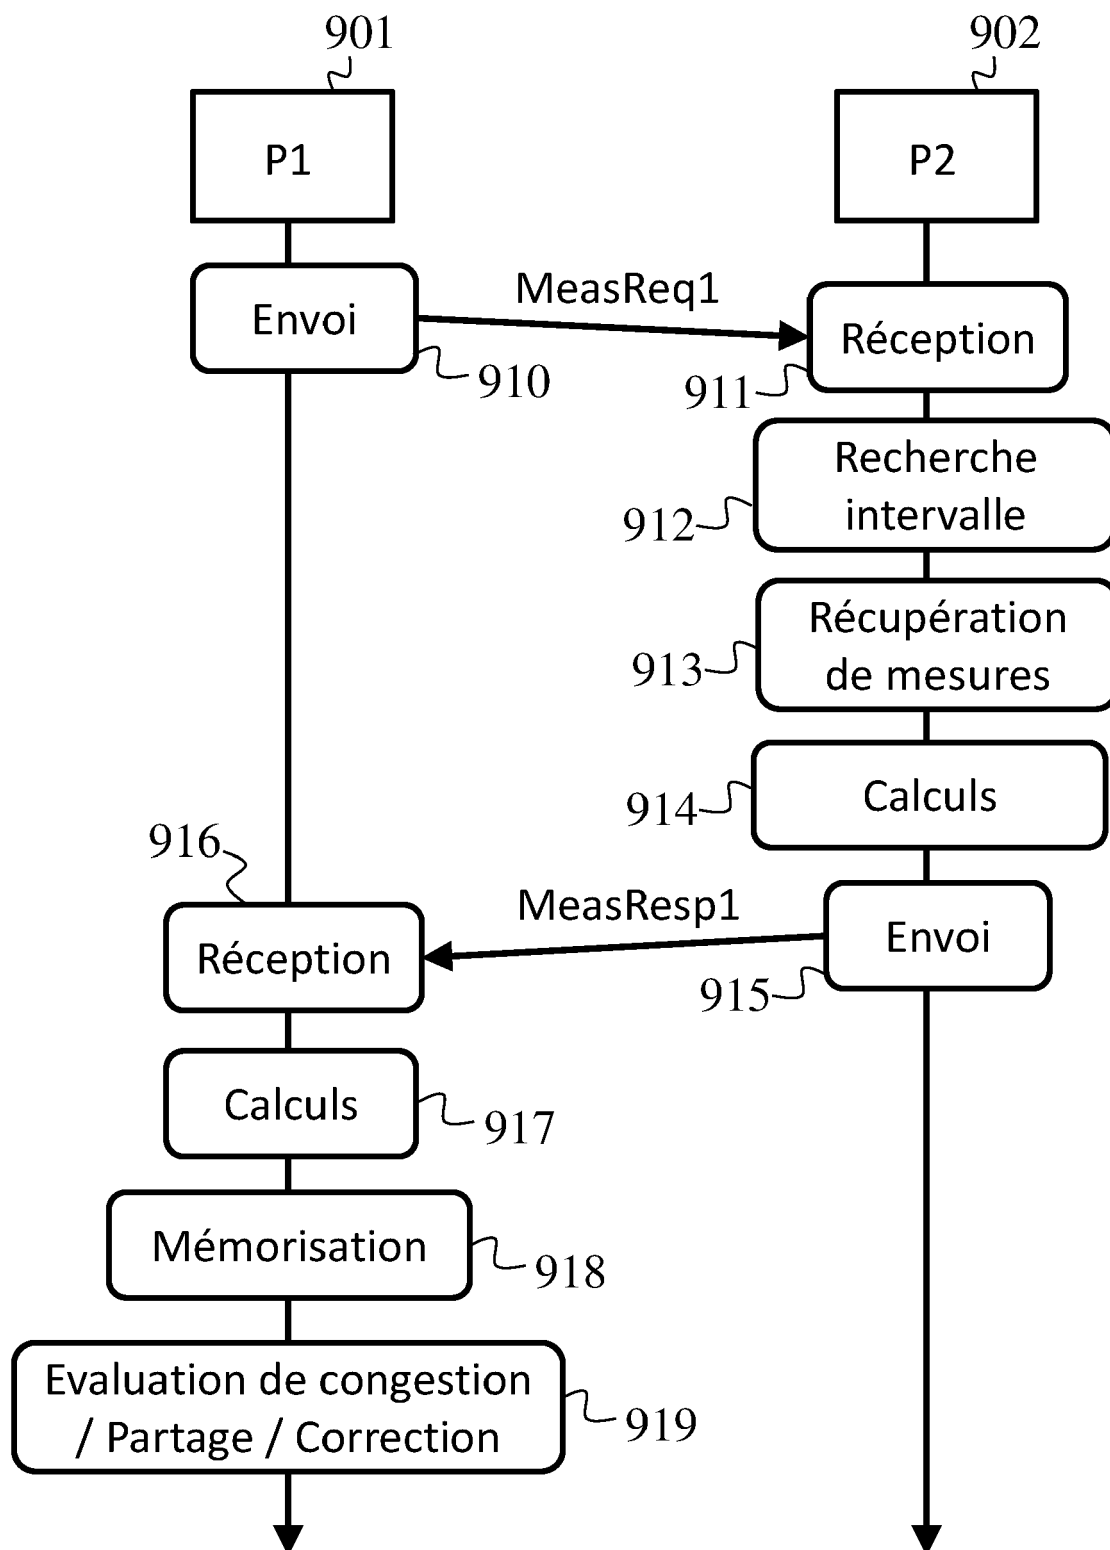 901
902
P1
P2
Envoi
MeasReq1
Réception
910
911
Recherche
intervalle
912
Récupération
de mesures
913
Calculs
914
916
MeasResp1
Envoi
Réception
915
Calculs
917
Mémorisation
918
Evaluation de congestion
/ Partage / Correction
919